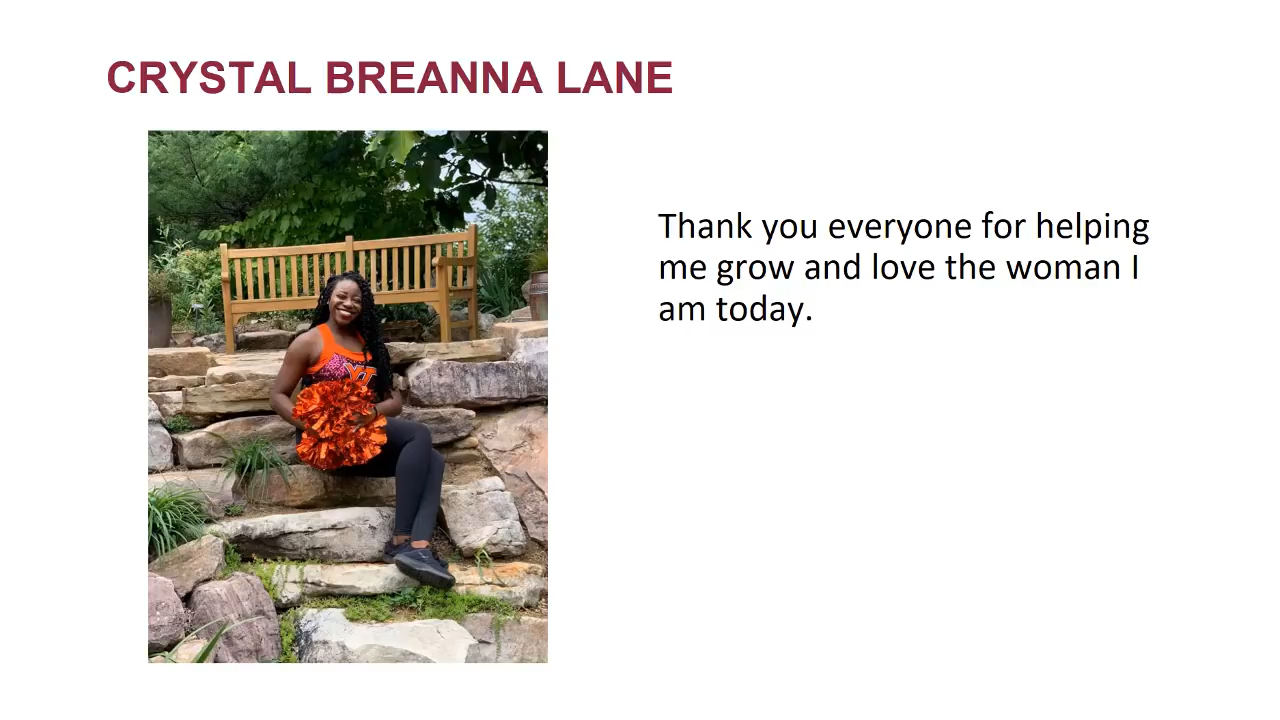 CRYSTAL BREANNA LANE
Thank you everyone for helping
me grow and love the woman I
am today.
VT